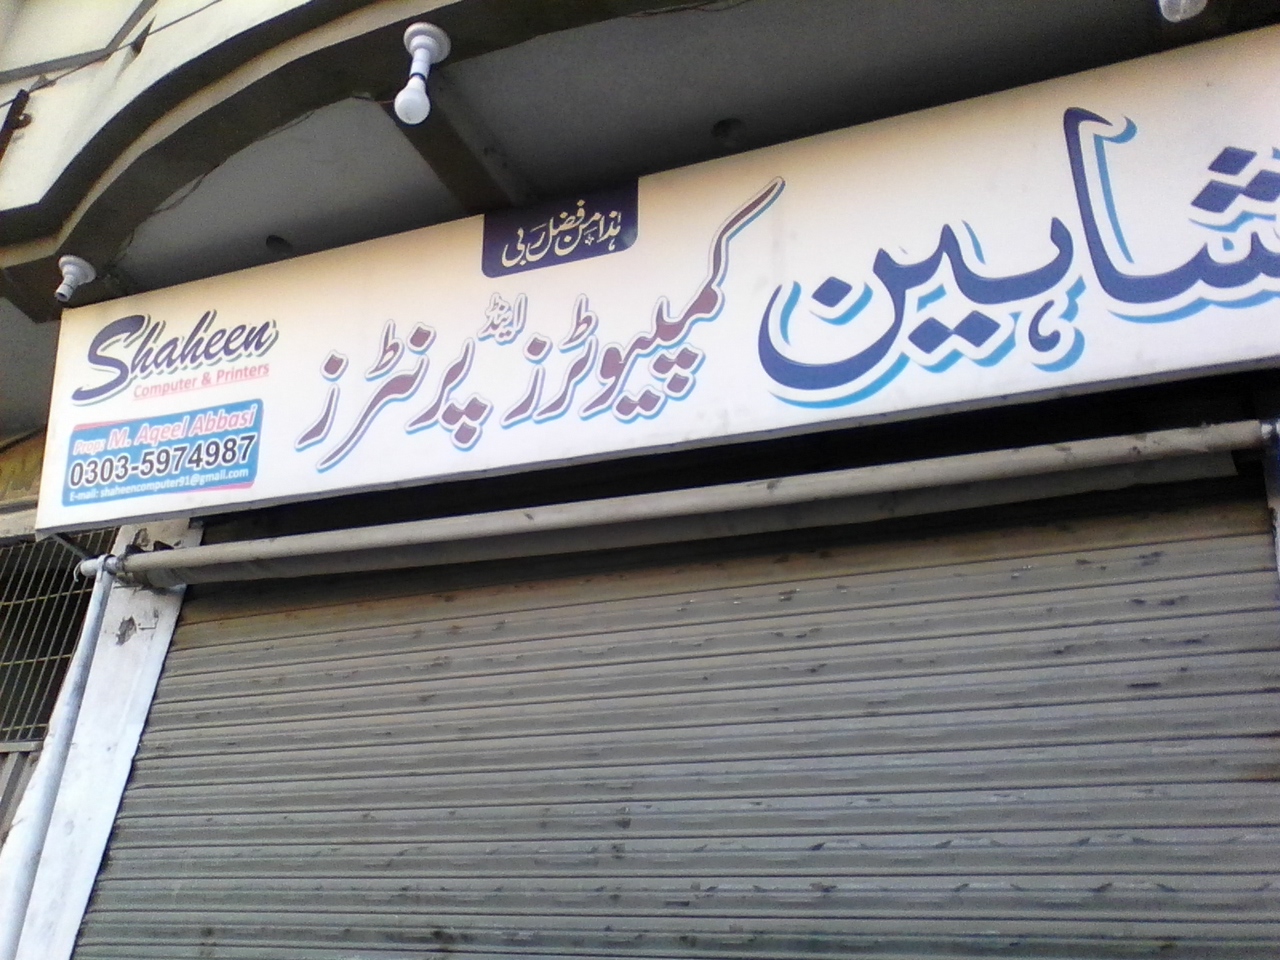 ہٰذا من فضل ربی
شاہین کمپیوٹرز اینڈ پرنٹرز
Shaheen
Computer & Printers
Prop: M. Aqeel Abbasi
0303-5974987
E-mail: shaheencomputer91@gmail.com